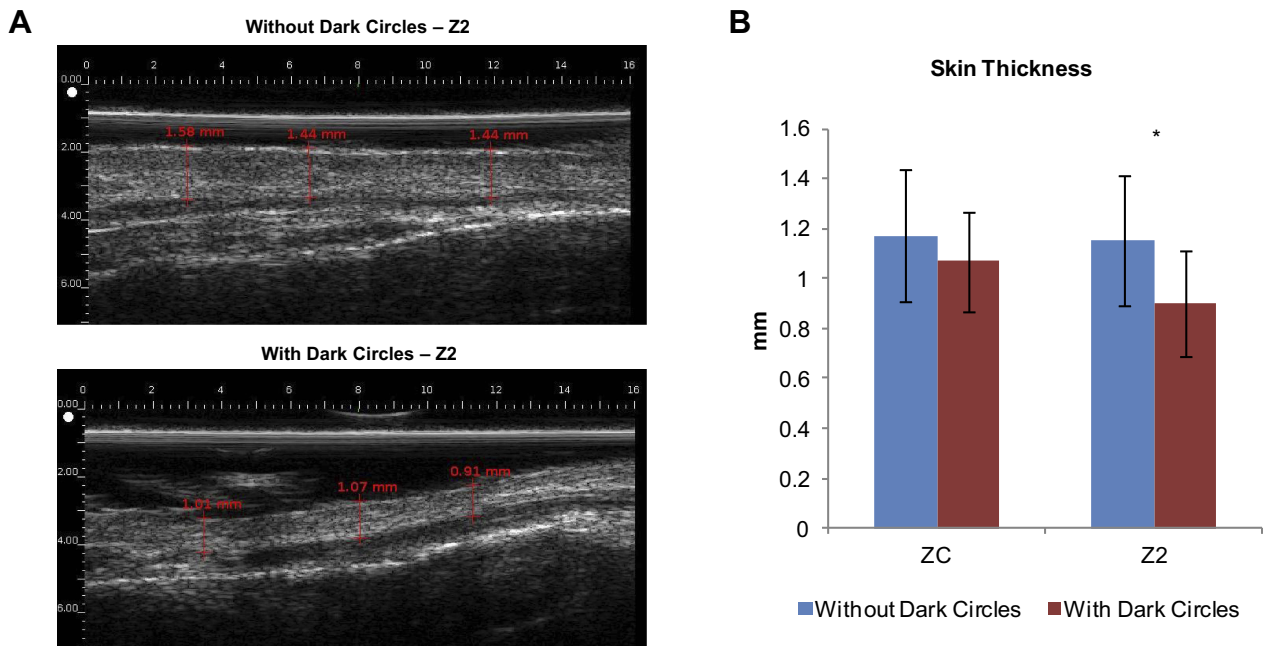 A
Without Dark Circles – Z2
0 2 4 6 8 10 12 14 16
0.00
1.58 mm 1.44 mm 1.44 mm
2.00
4.00
6.00
With Dark Circles – Z2
0 2 4 6 8 10 12 14 16
0.00
2.00
1.01 mm 1.07 mm 0.91 mm
4.00
6.00
B
Skin Thickness
mm
1.6
1.4
1.2
1
0.8
0.6
0.4
0.2
0
*
ZC Z2
Without Dark Circles With Dark Circles